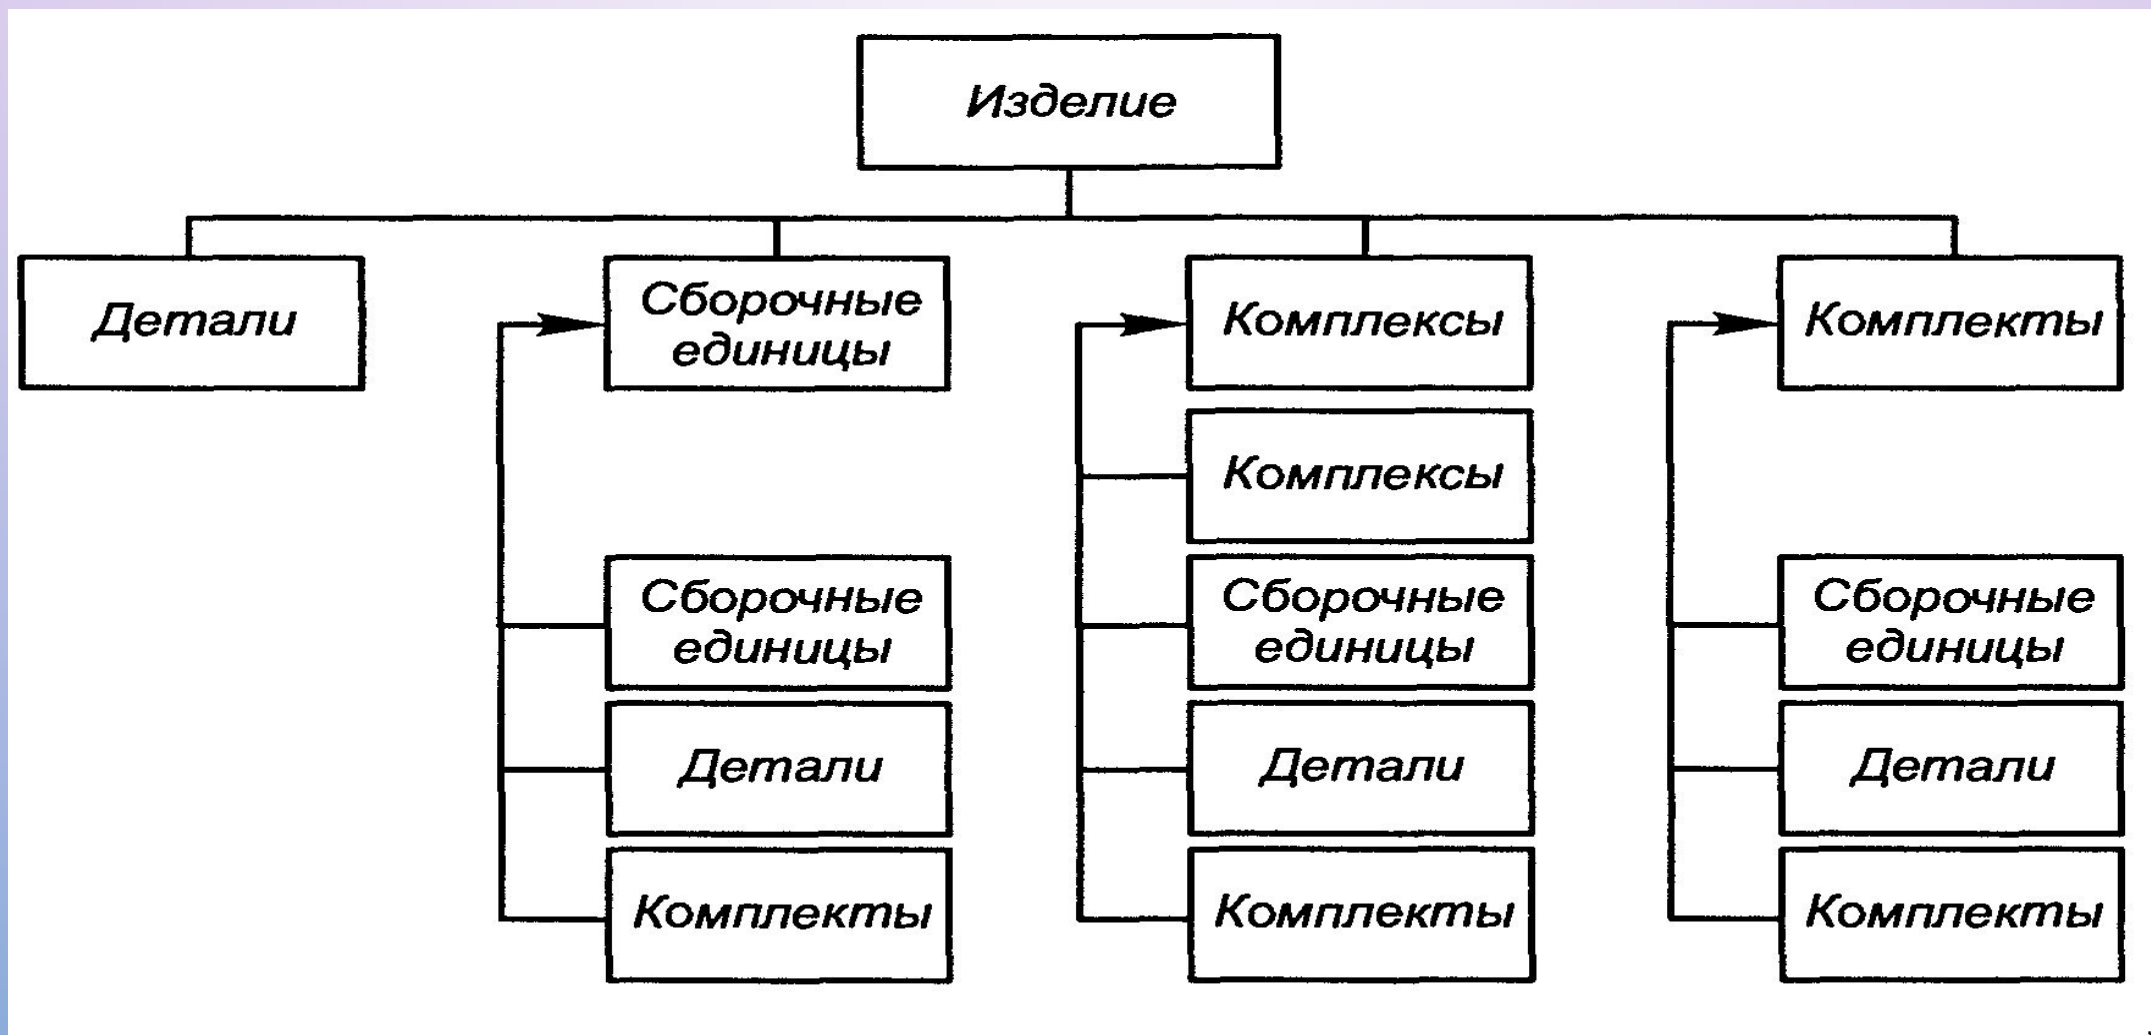 Изделие
Детали
Сборочные
единицы
Комплексы
Комплекты
Комплексы
Сборочные
единицы
Сборочные
единицы
Сборочные
единицы
Детали
Детали
Детали
Комплекты
Комплекты
Комплекты